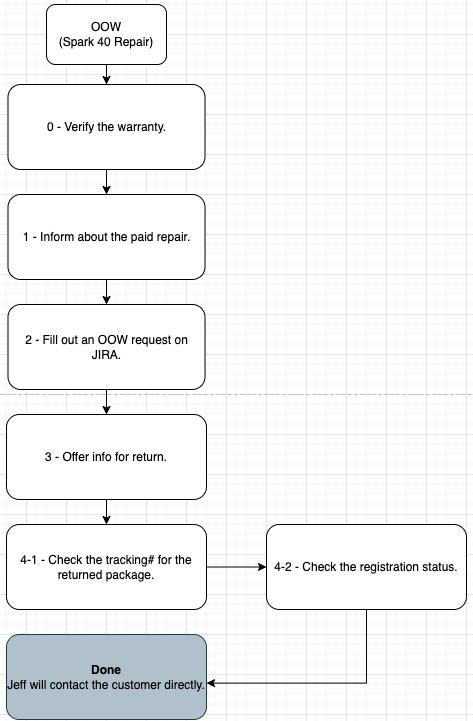 OOW
(Spark 40 Repair)
0 - Verify the warranty.
1 - Inform about the paid repair.
2 - Fill out an OOW request on
JIRA.
3 - Offer info for return.
4-1 - Check the tracking# for the
returned package.
4-2 - Check the registration status.
Done
Jeff will contact the customer directly.